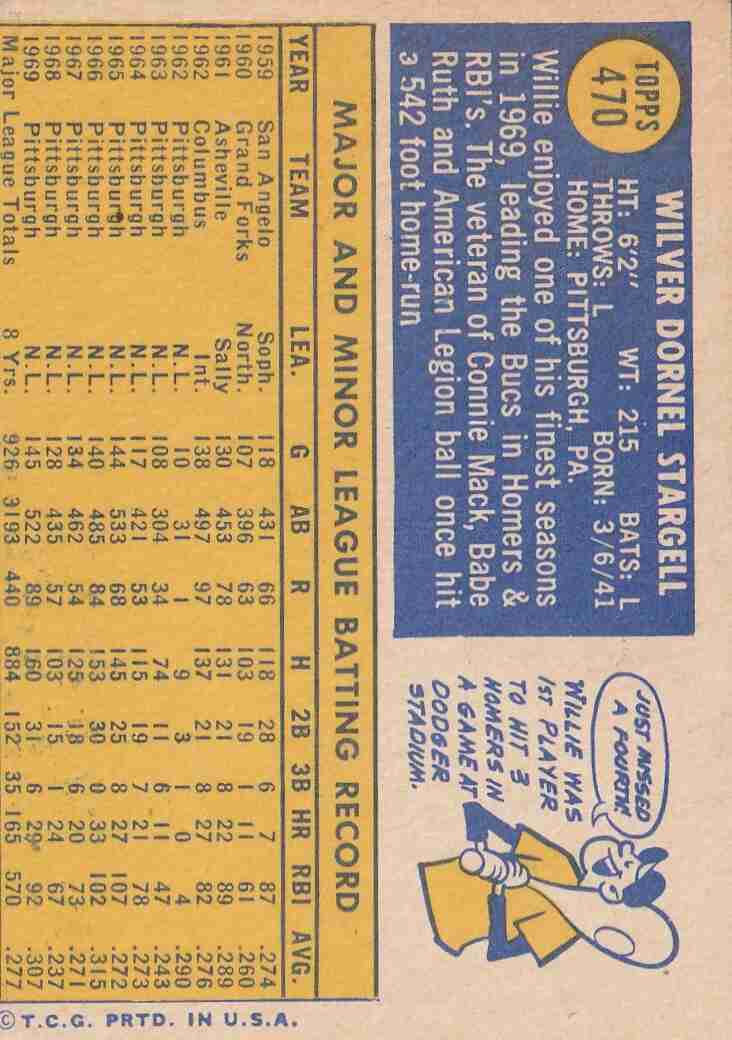 TOPPS
470
WILVER DORNEL STARGELL
HT: 6'2" WT: 215 BATS: L
THROWS: L BORN: 3/6/41
HOME: PITTSBURGH, PA.
Willie enjoyed one of his finest seasons
in 1969, leading the Bucs in Homers &
RBI's. The veteran of Connie Mack, Babe
Ruth and American Legion ball once hit
a 542 foot home-run
JUST MISSED
A FOURTH!
WILLIE WAS
1ST PLAYER
TO HIT 3
HOMERS IN
A GAME AT
DODGER
STADIUM.
MAJOR AND MINOR LEAGUE BATTING RECORD
YEAR TEAM LEA. G AB R H 2B 3B HR RBI AVG.
1959 San Angelo Soph. 118 431 66 118 28 6 7 87 .274
1960 Grand Forks North. 107 396 63 103 19 1 11 61 .260
1961 Asheville Sally 130 453 78 131 21 8 22 89 .289
1962 Columbus Int. 138 497 97 137 21 8 27 82 .276
1962 Pittsburgh N.L. 10 31 1 9 3 1 0 4 .290
1963 Pittsburgh N.L. 108 304 34 74 11 6 11 47 .243
1964 Pittsburgh N.L. 117 421 53 115 19 7 21 78 .273
1965 Pittsburgh N.L. 144 533 68 145 25 8 27 107 .272
1966 Pittsburgh N.L. 140 485 84 153 30 0 33 102 .315
1967 Pittsburgh N.L. 134 462 54 125 18 6 20 73 .271
1968 Pittsburgh N.L. 128 435 57 103 15 1 24 67 .237
1969 Pittsburgh N.L. 145 522 89 160 31 6 29 92 .307
Major League Totals 8 Yrs. 926 3193 440 884 152 35 165 570 .277
© T.C.G. PRTD. IN U.S.A.